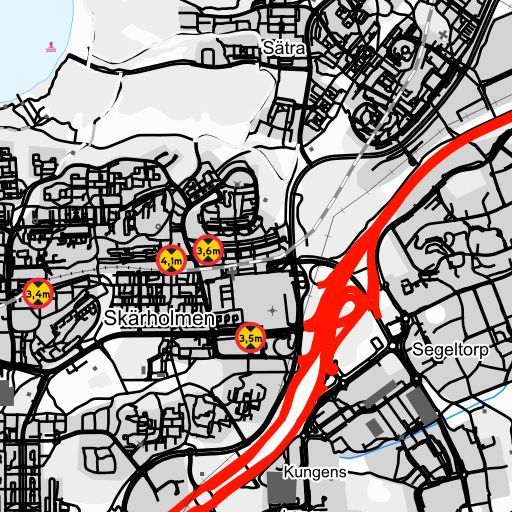 Sätra
3,6m
4,1m
3,4m
Skärholmen
3,5m
Segeltorp
Kungens